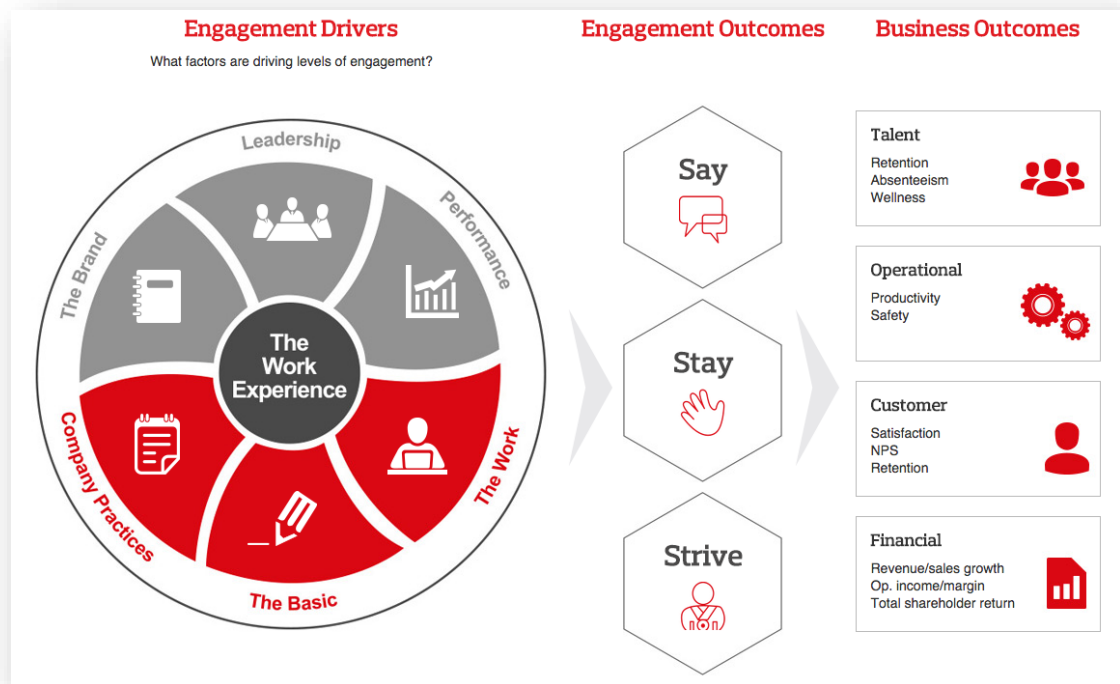 Engagement Drivers
What factors are driving levels of engagement?
Leadership
Performance
The Brand
The
Work
Experience
Company Practices
The Work
The Basic
Engagement Outcomes
Say
Stay
Strive
Business Outcomes
Talent
Retention
Absenteeism
Wellness
Operational
Productivity
Safety
Customer
Satisfaction
NPS
Retention
Financial
Revenue/sales growth
Op. income/margin
Total shareholder return